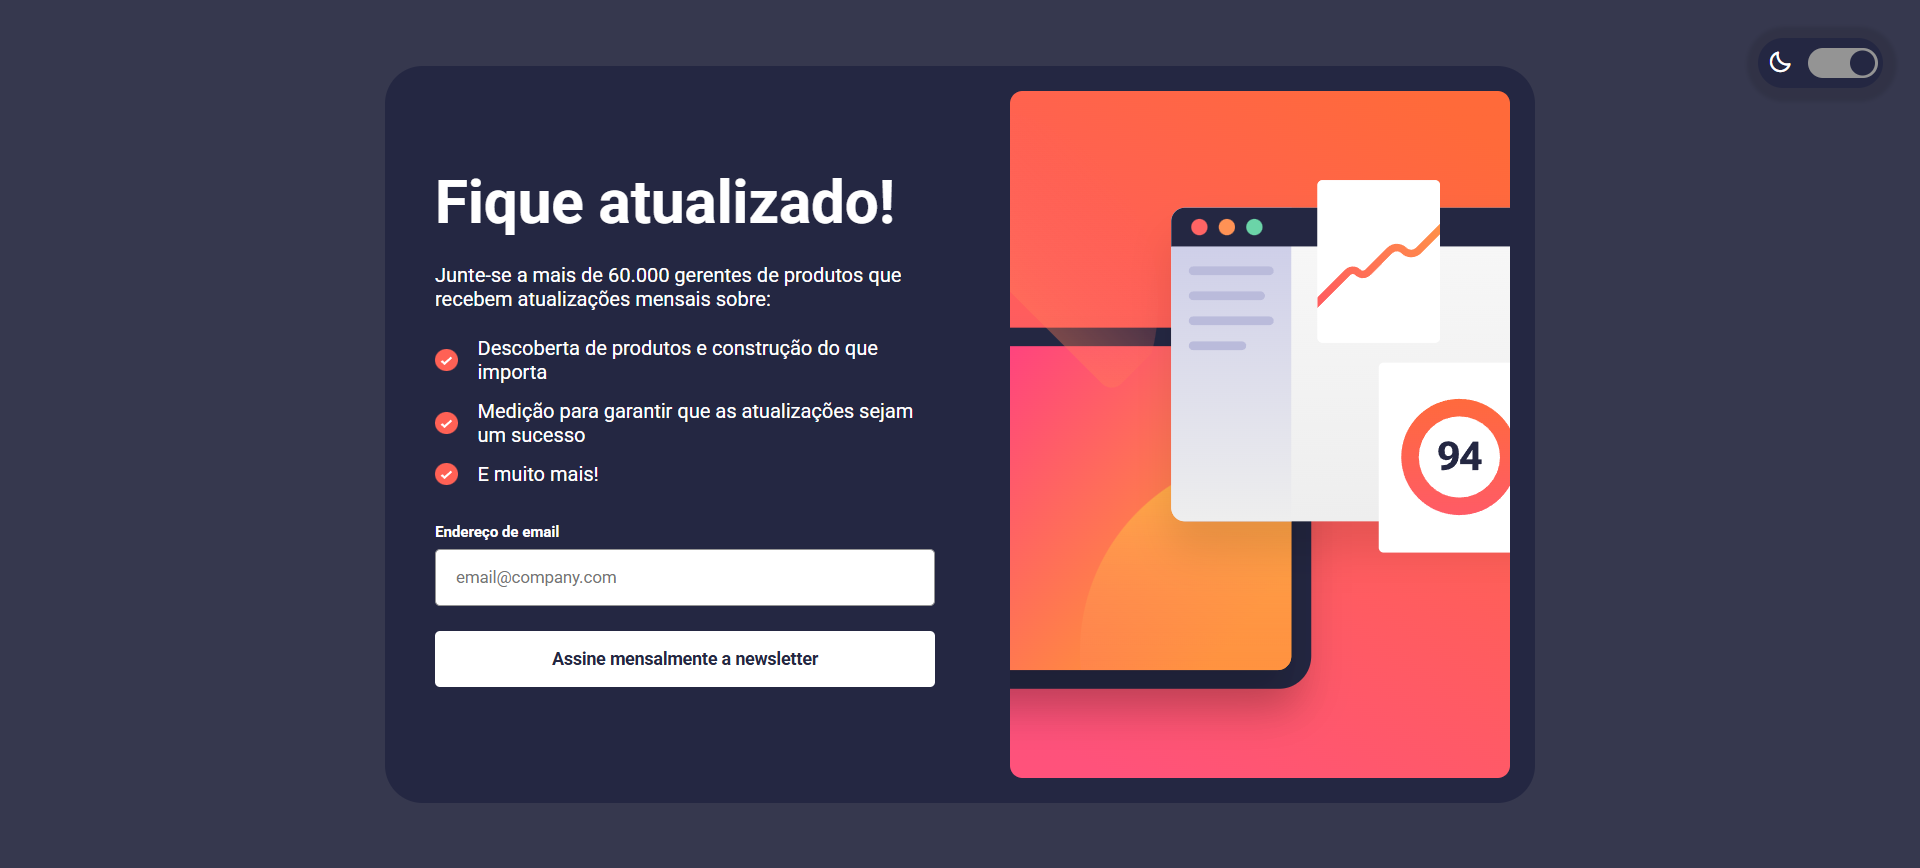 Fique atualizado!
Junte-se a mais de 60.000 gerentes de produtos que
recebem atualizações mensais sobre:
Descoberta de produtos e construção do que
importa
Medição para garantir que as atualizações sejam
um sucesso
E muito mais!
Endereço de email
email@company.com
Assine mensalmente a newsletter
94